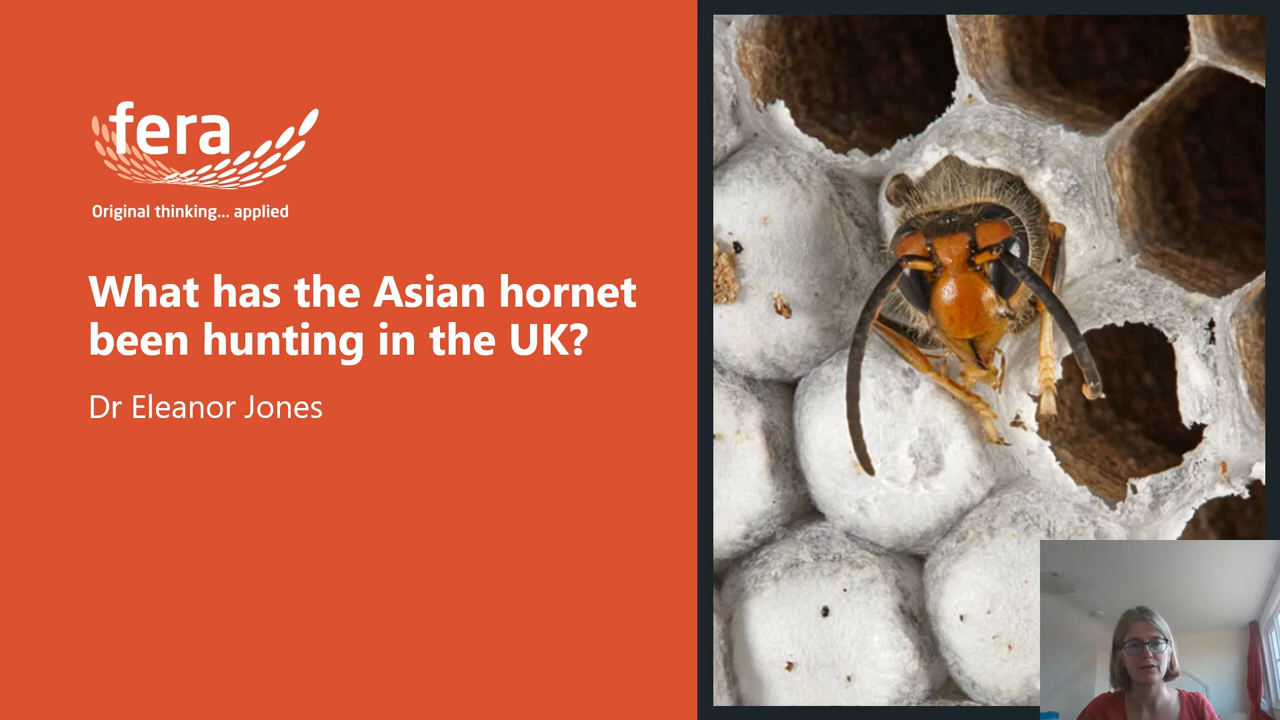 fera
Original thinking... applied
What has the Asian hornet
been hunting in the UK?
Dr Eleanor Jones